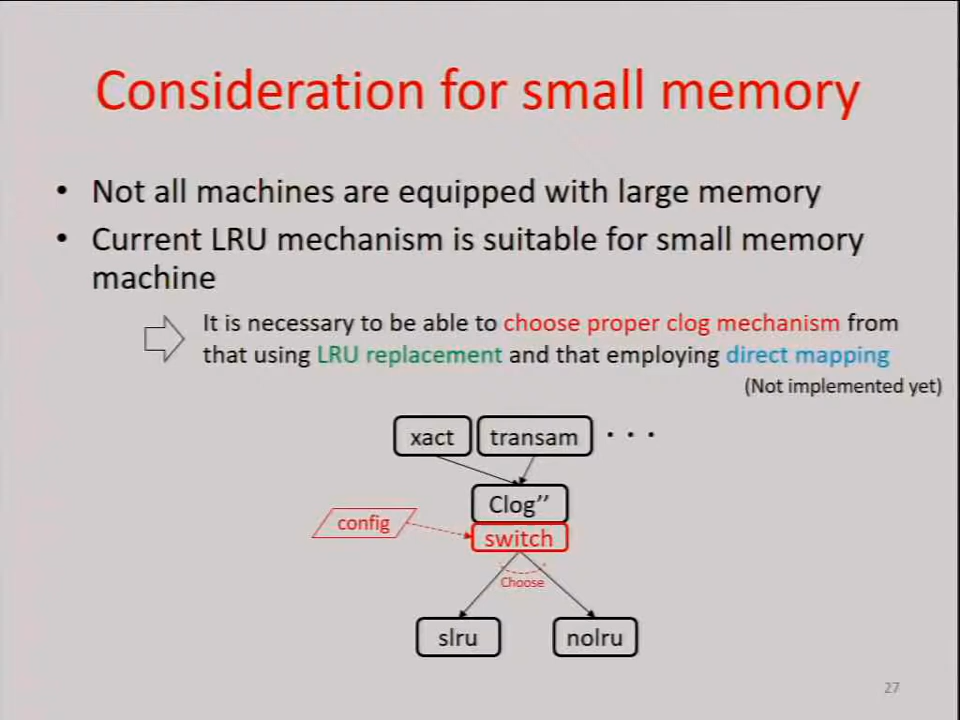 Consideration for small memory
• Not all machines are equipped with large memory
• Current LRU mechanism is suitable for small memory
machine
It is necessary to be able to choose proper clog mechanism from
that using LRU replacement and that employing direct mapping
(Not implemented yet)
xact transam ・・・
Clog’’
config
switch
Choose
slru nolru
27